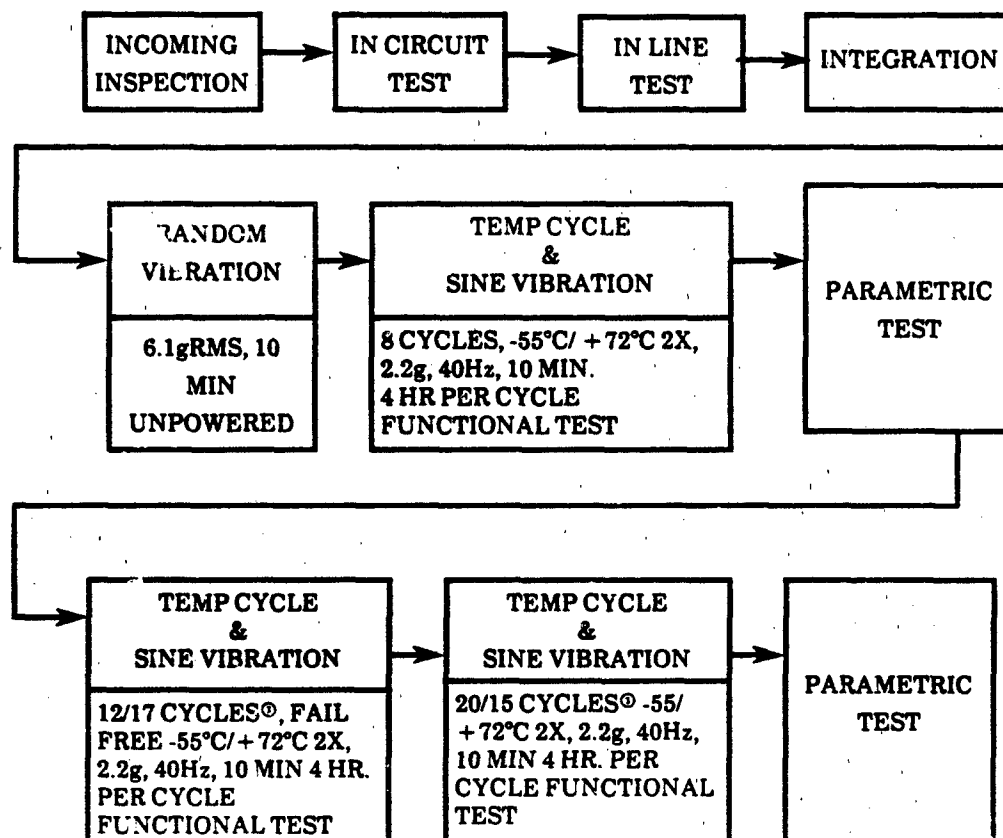 INCOMING
INSPECTION
IN CIRCUIT
TEST
IN LINE
TEST
INTEGRATION
RANDOM
VIBRATION
6.1gRMS, 10
MIN
UNPOWERED
TEMP CYCLE
&
SINE VIBRATION
8 CYCLES, -55°C/ +72°C 2X,
2.2g, 40Hz, 10 MIN.
4 HR PER CYCLE
FUNCTIONAL TEST
PARAMETRIC
TEST
TEMP CYCLE
&
SINE VIBRATION
12/17 CYCLES①, FAIL
FREE -55°C/+72°C 2X,
2.2g, 40Hz, 10 MIN 4 HR.
PER CYCLE
FUNCTIONAL TEST
TEMP CYCLE
&
SINE VIBRATION
20/15 CYCLES① -55/
+72°C 2X, 2.2g, 40Hz,
10 MIN 4 HR. PER
CYCLE FUNCTIONAL
TEST
PARAMETRIC
TEST